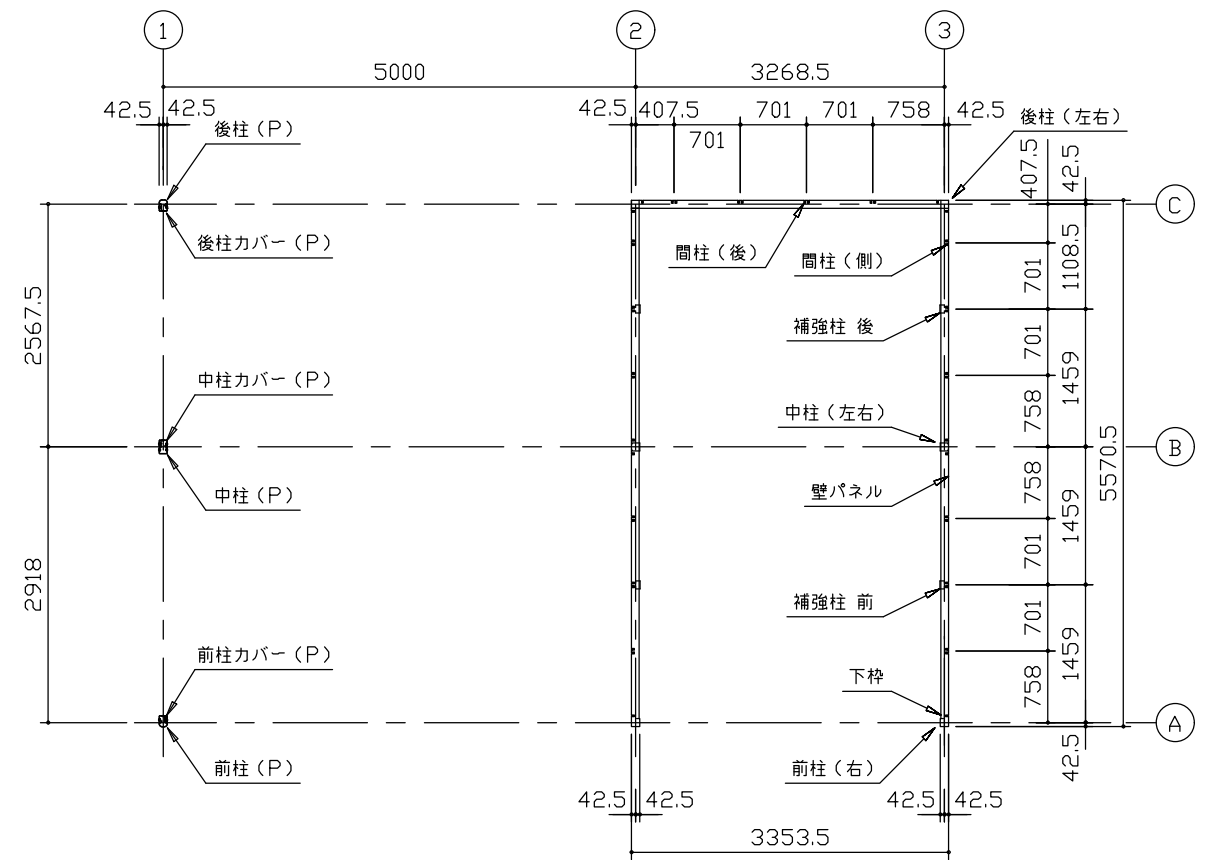 1
2
3
5000
3268.5
42.5
42.5
42.5
407.5
701
701
701
758
42.5
後柱（P）
後柱（左右）
407.5
42.5
C
後柱カバー（P）
間柱（後）
間柱（側）
701
1108.5
2567.5
補強柱 後
701
1459
中柱カバー（P）
中柱（左右）
758
B
中柱（P）
壁パネル
758
1459
5570.5
701
2918
補強柱 前
701
1459
前柱カバー（P）
下枠
758
A
前柱（P）
前柱（右）
42.5
42.5
42.5
42.5
42.5
3353.5